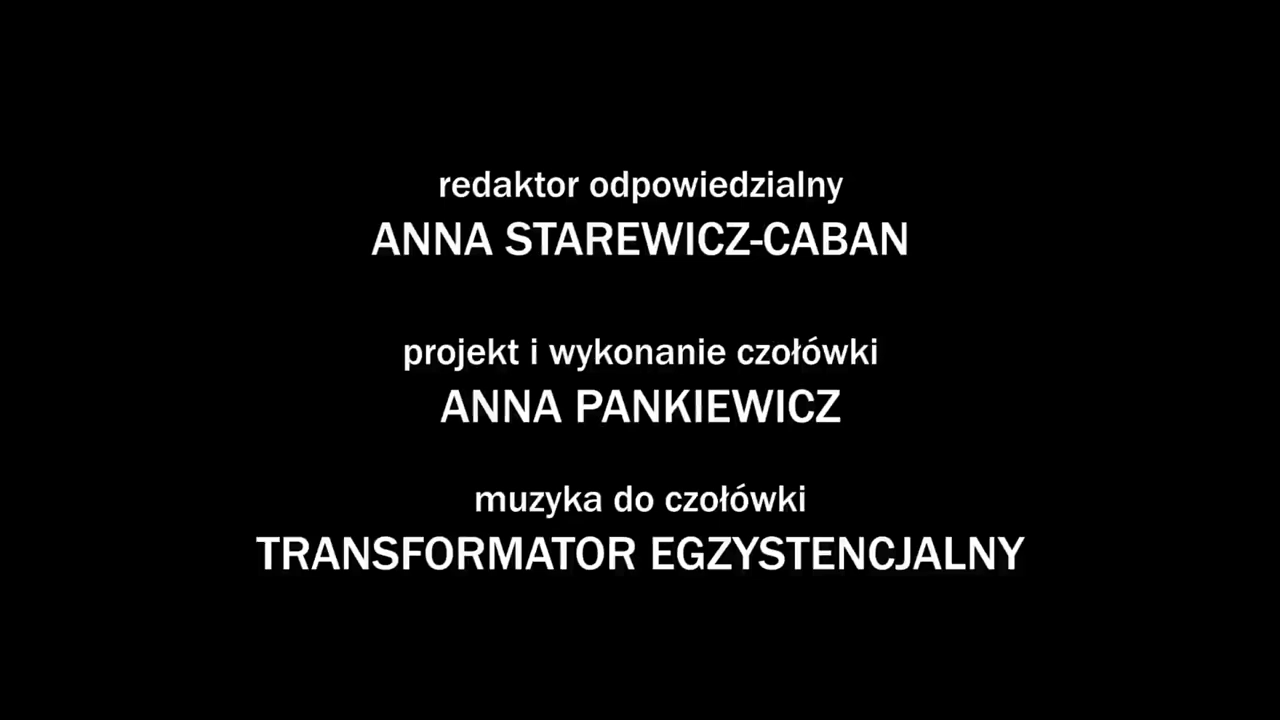 redaktor odpowiedzialny
ANNA STAREWICZ-CABAN
projekt i wykonanie czołówki
ANNA PANKIEWICZ
muzyka do czołówki
TRANSFORMATOR EGZYSTENCJALNY